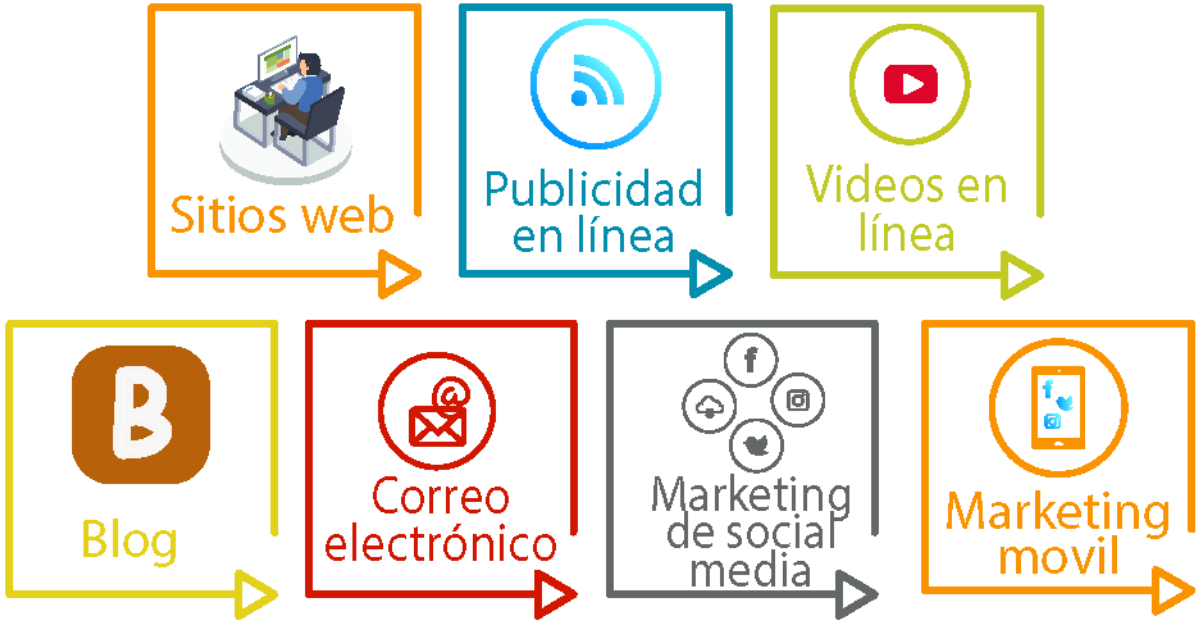 Sitios web
Publicidad
en línea
Videos en
línea
B
Blog
Correo
electrónico
Marketing
de social
media
Marketing
movil